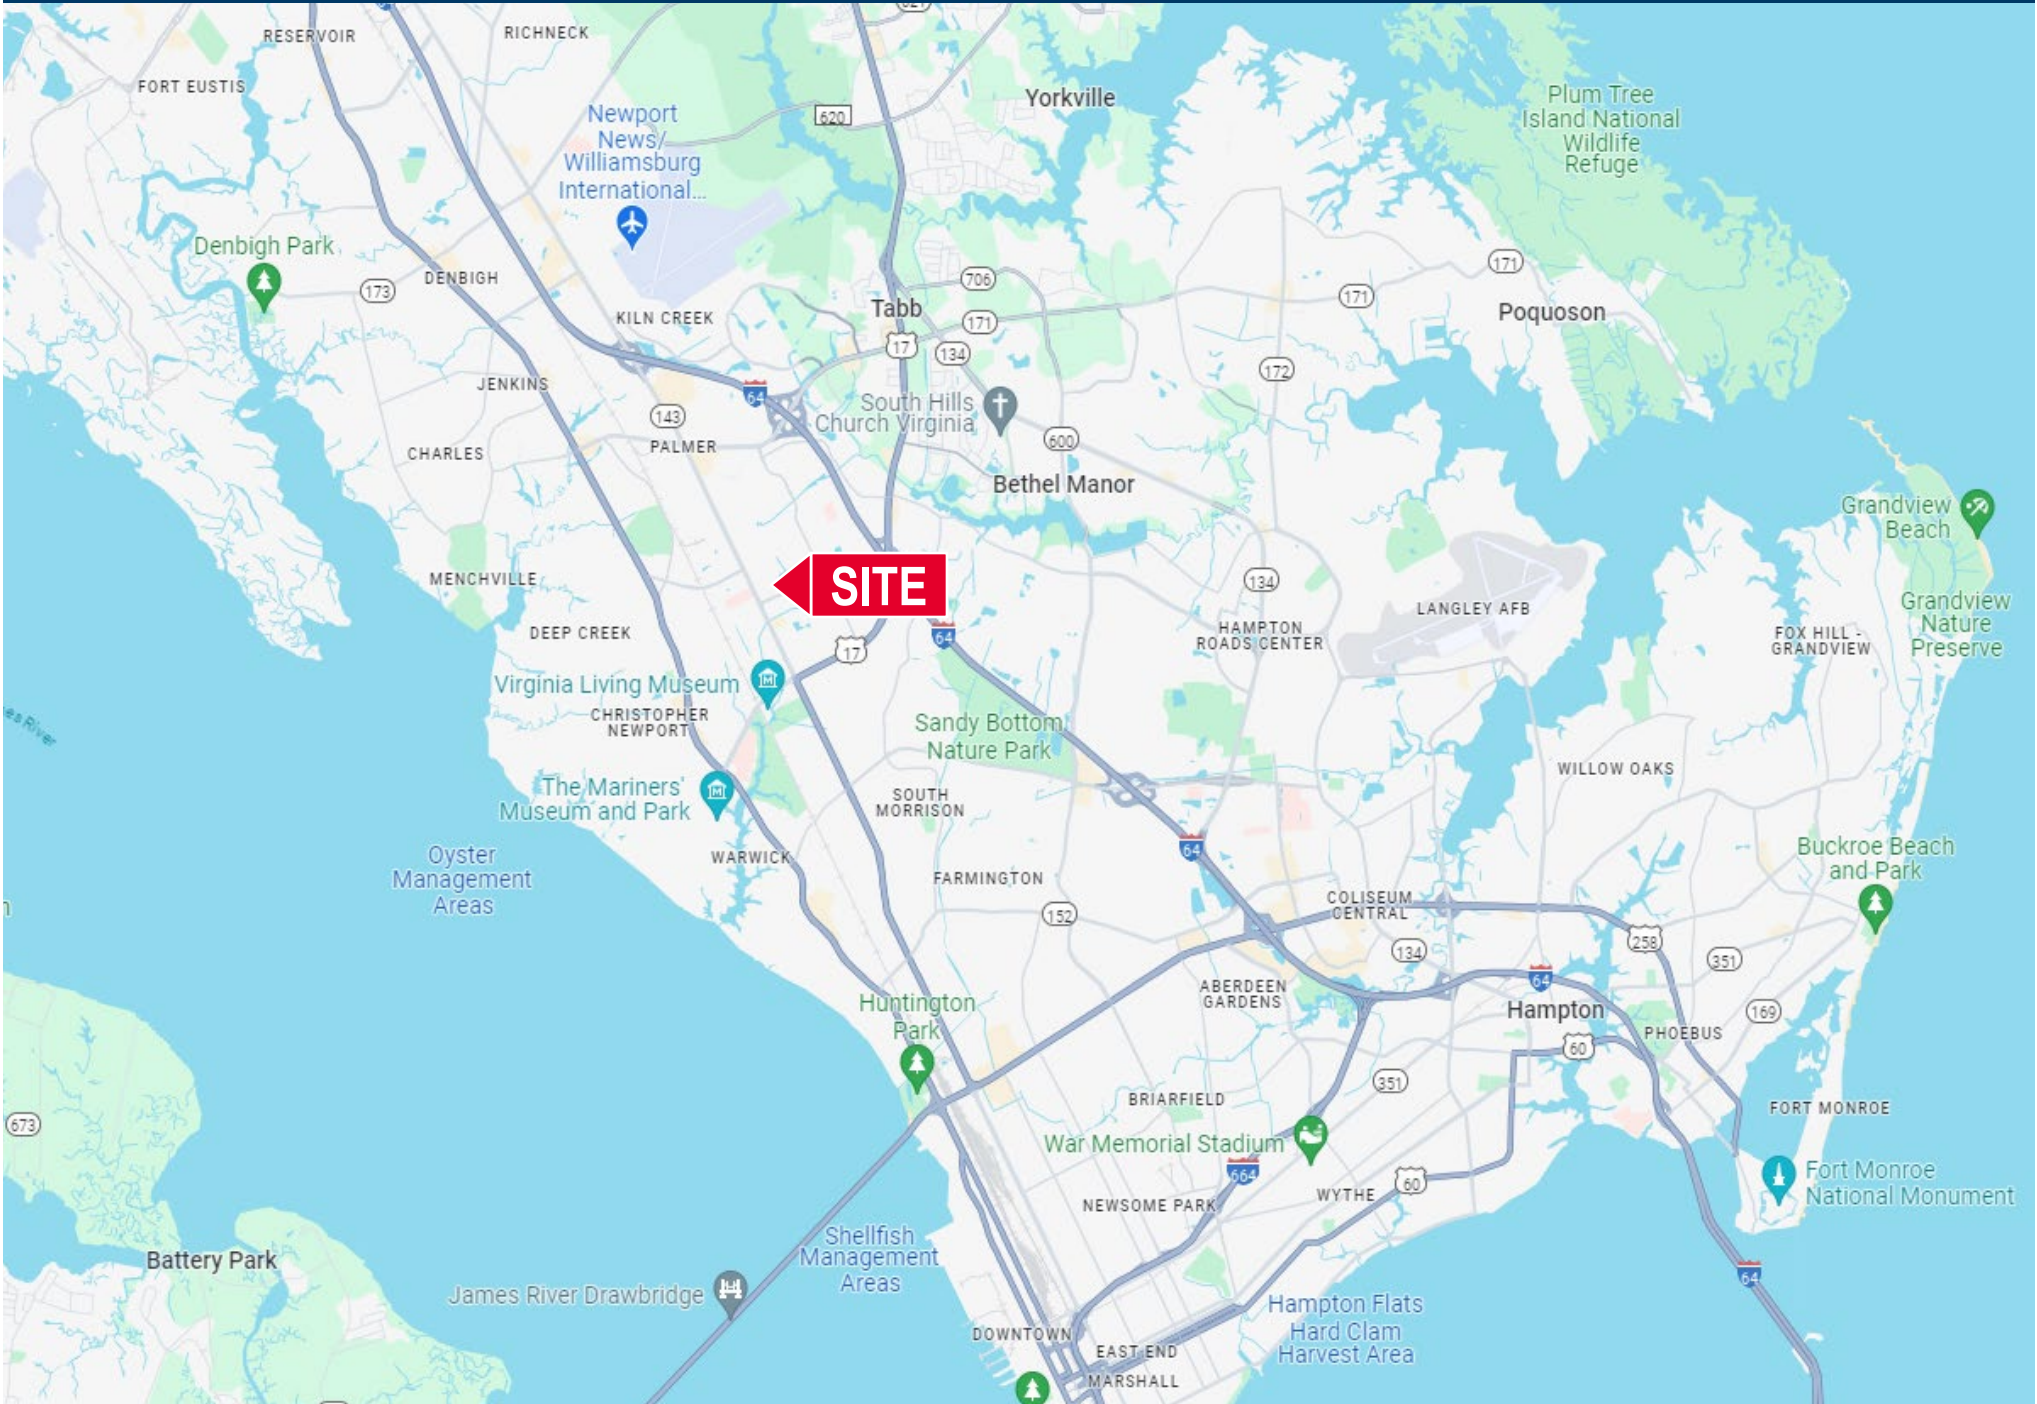 RESERVOIR
RICHNECK
FORT EUSTIS
Newport
News/
Williamsburg
International...
620
Yorkville
Plum Tree
Island National
Wildlife
Refuge
Denbigh Park
173
DENBIGH
KILN CREEK
706
Tabb
171
17
134
171
171
Poquoson
172
JENKINS
64
143
PALMER
South Hills
Church Virginia
600
CHARLES
Bethel Manor
Grandview
Beach
MENCHVILLE
SITE
134
LANGLEY AFB
Grandview
Nature
Preserve
DEEP CREEK
17
64
HAMPTON
ROADS CENTER
FOX HILL -
GRANDVIEW
Virginia Living Museum
CHRISTOPHER
NEWPORT
Sandy Bottom
Nature Park
WILLOW OAKS
The Mariners'
Museum and Park
SOUTH
MORRISON
64
WARWICK
Oyster
Management
Areas
FARMINGTON
Buckroe Beach
and Park
152
COLISEUM
CENTRAL
134
258
351
ABERDEEN
GARDENS
64
Hampton
169
Huntington
Park
60
PHOEBUS
351
BRIARFIELD
FORT MONROE
673
War Memorial Stadium
664
WYTHE
60
Fort Monroe
National Monument
NEWSOME PARK
Shellfish
Management
Areas
Battery Park
James River Drawbridge
64
Hampton Flats
Hard Clam
Harvest Area
DOWNTOWN
EAST END
MARSHALL